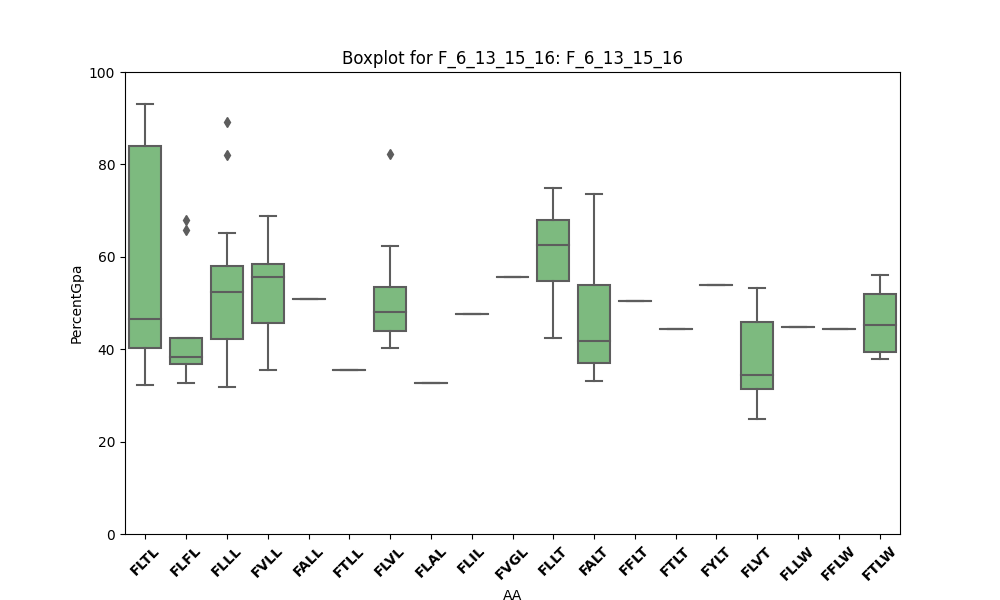 Boxplot for F_6_13_15_16: F_6_13_15_16
100
80
60
40
20
0
PercentGpa
FLTL FLFL FLLL FVLL FALL FTLL FLVL FLAL FLIL FVGL FLLT FALT FFLT FTLT FYLT FLVT FLLW FFLW FTLW
AA